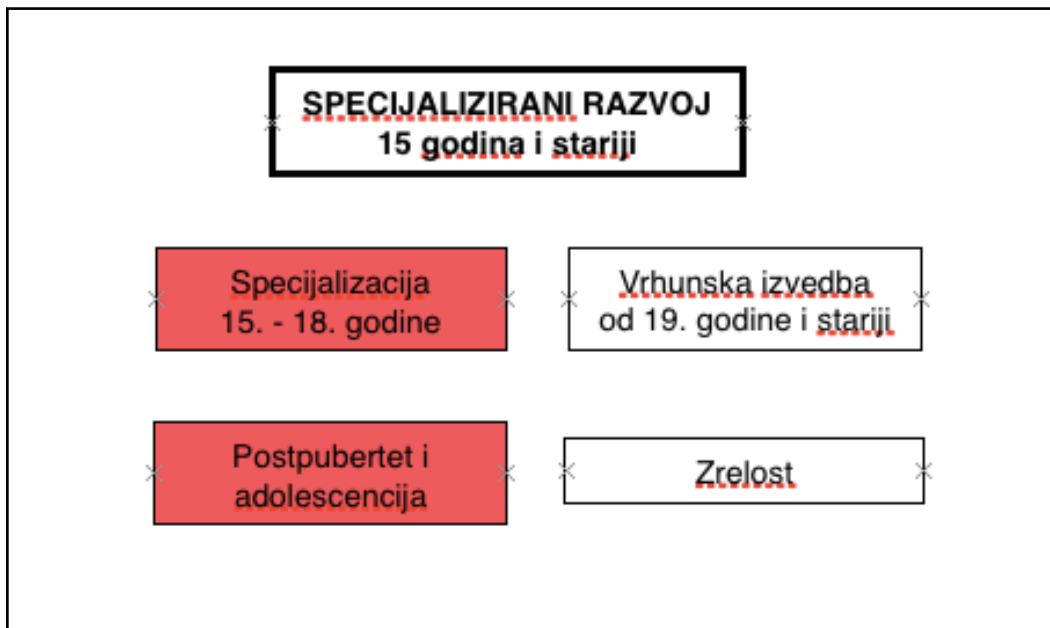 SPECIJALIZIRANI RAZVOJ
15 godina i stariji
Specijalizacija
15. - 18. godine
Vrhunska izvedba
od 19. godine i stariji
Postpubertet i
adolescencija
Zrelost